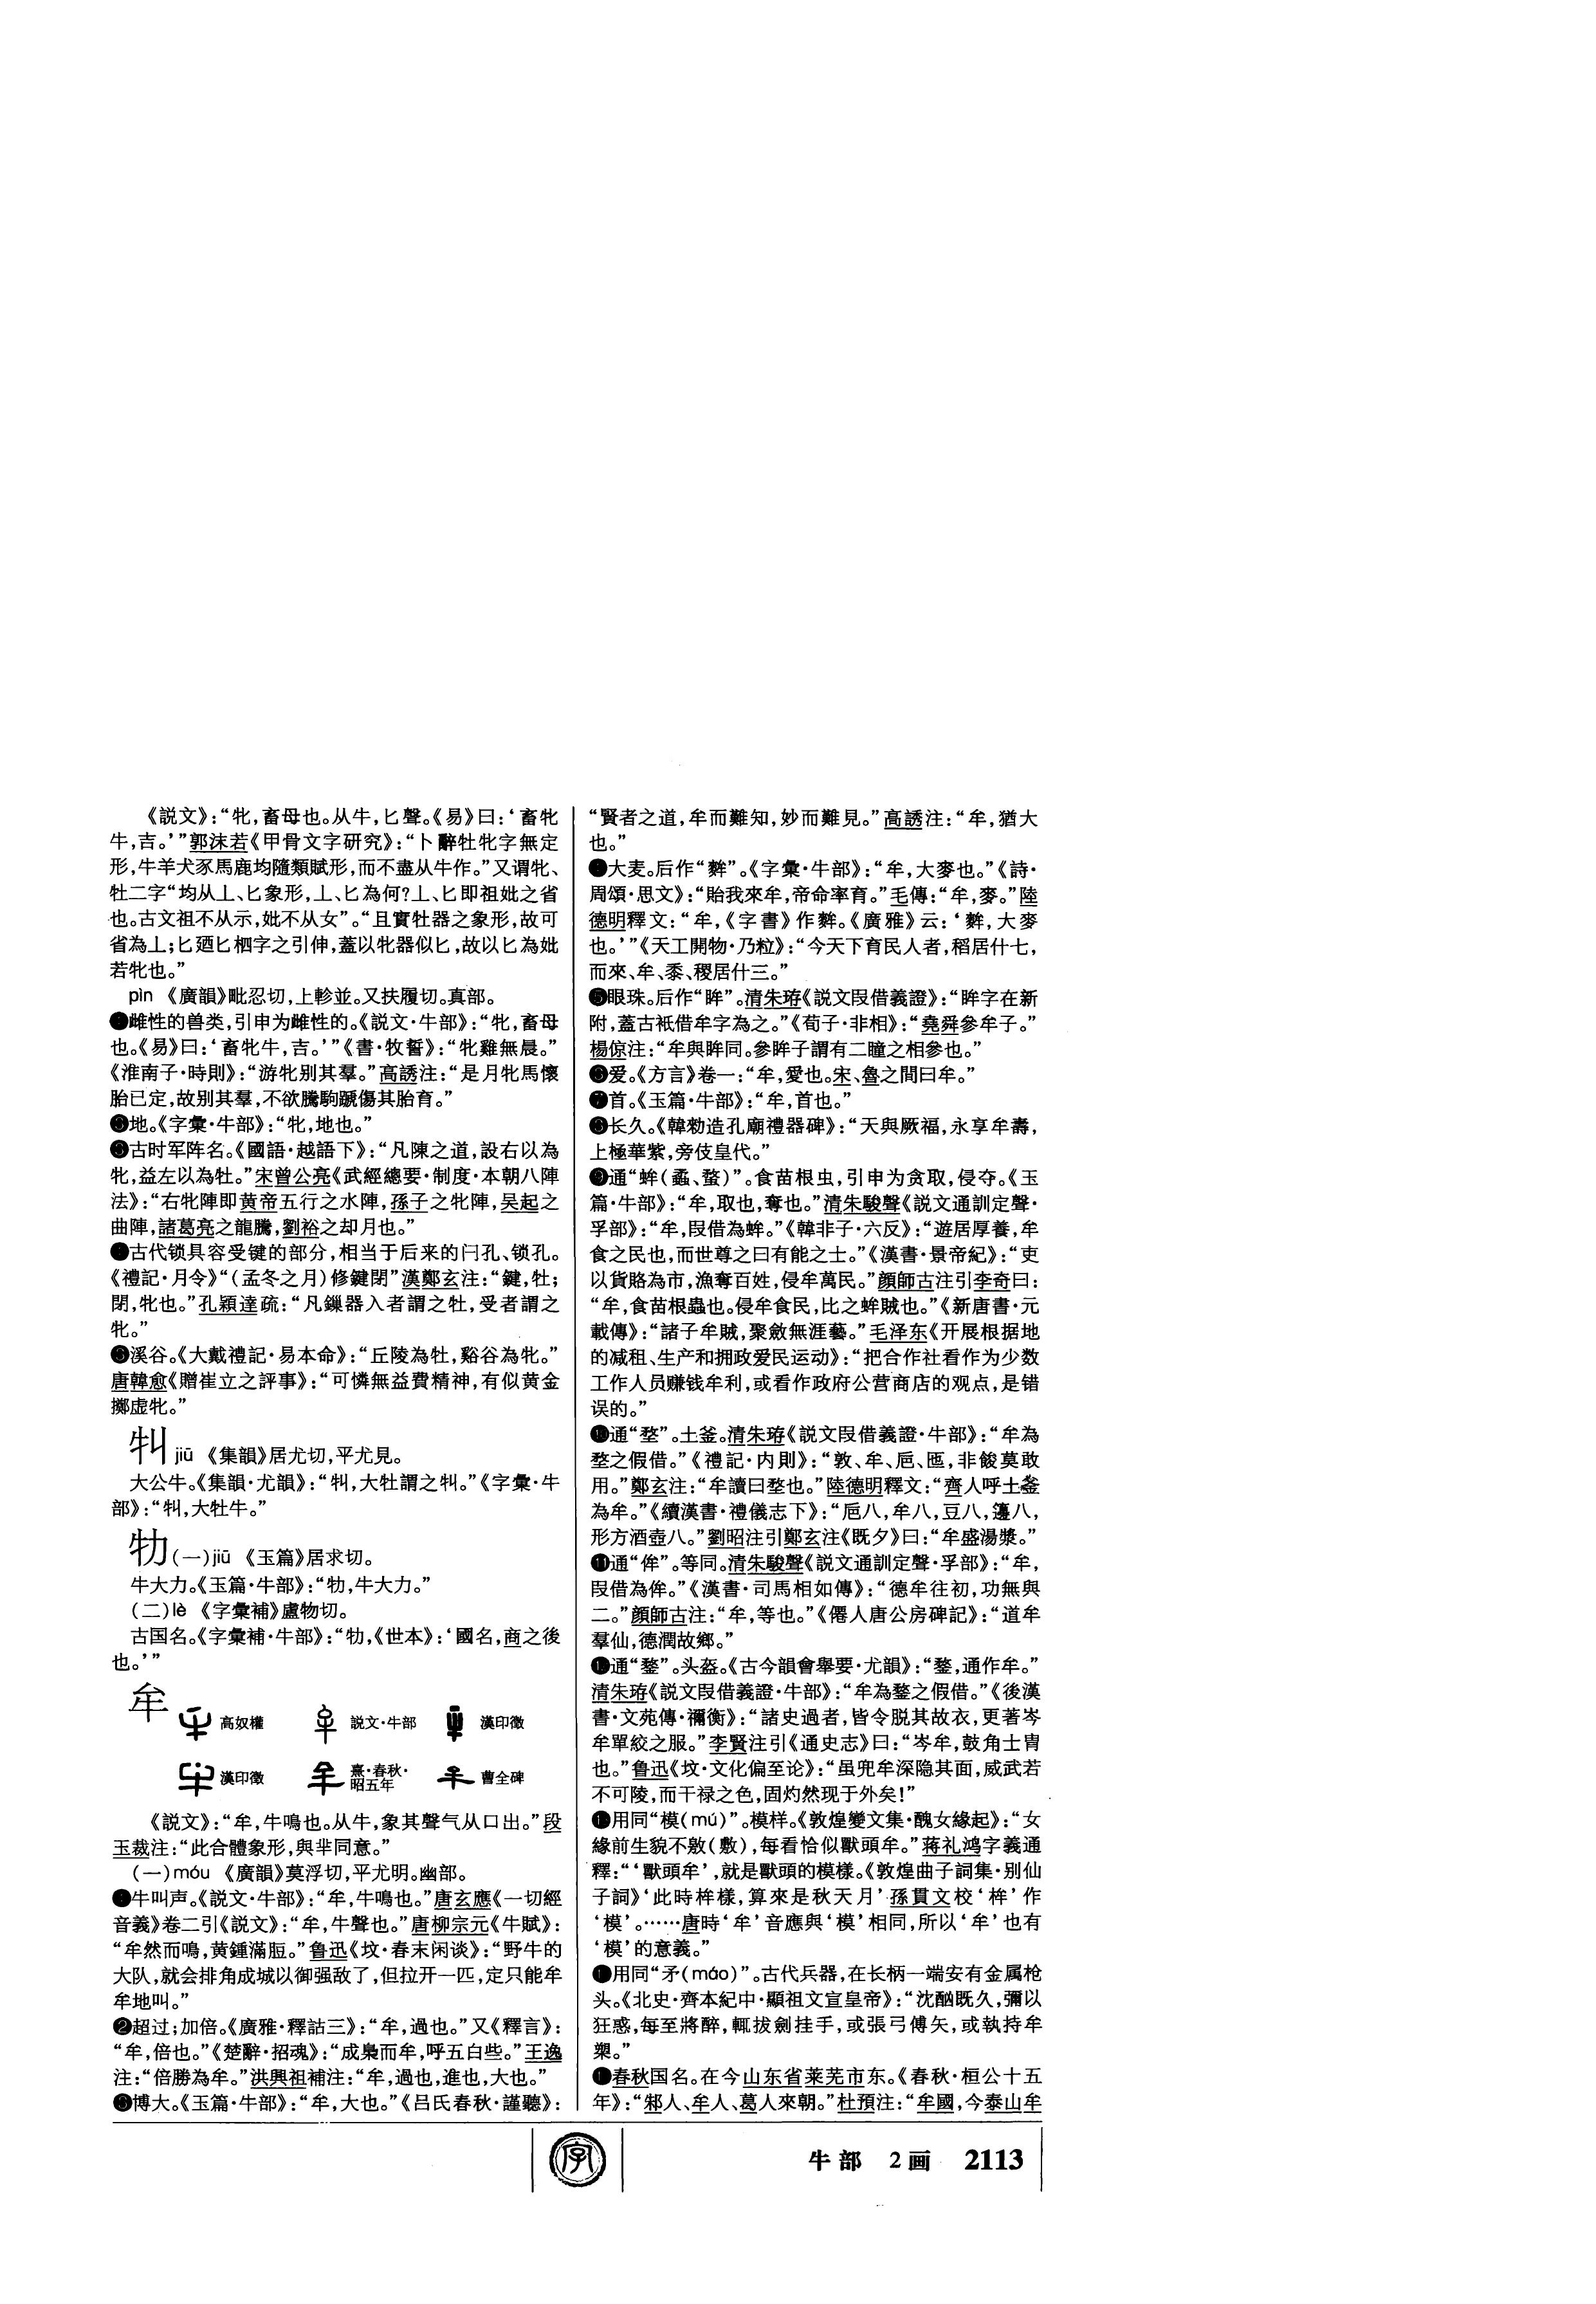 《説文》：“牝，畜母也。从牛，匕聲。《易》曰：‘畜牝
牛，吉。’”郭沫若《甲骨文字研究》：“卜辭牡牝字無定
形，牛羊犬豕馬鹿均隨類賦形，而不盡从牛作。”又谓牝、
牡二字“均从丄、匕象形，丄、匕為何？丄、匕即祖妣之省
也。古文祖不从示，妣不从女”。“且實牡器之象形，故可
省為丄；匕迺匕柶字之引伸，蓋以牝器似匕，故以匕為妣
若牝也。”
pìn 《廣韻》毗忍切，上軫並。又扶履切。真部。
❶雌性的兽类，引申为雌性的。《説文·牛部》：“牝，畜母
也。《易》曰：‘畜牝牛，吉。’”《書·牧誓》：“牝雞無晨。”
《淮南子·時則》：“游牝别其羣。”高誘注：“是月牝馬懷
胎已定，故别其羣，不欲騰駒蹏傷其胎育。”
❷地。《字彙·牛部》：“牝，地也。”
❸古时军阵名。《國語·越語下》：“凡陳之道，設右以為
牝，益左以為牡。”宋曾公亮《武經總要·制度·本朝八陣
法》：“右牝陣即黄帝五行之水陣，孫子之牝陣，吴起之
曲陣，諸葛亮之龍騰，劉裕之却月也。”
❹古代锁具容受键的部分，相当于后来的闩孔、锁孔。
《禮記·月令》“（孟冬之月）修鍵閉”漢鄭玄注：“鍵，牡；
閉，牝也。”孔穎達疏：“凡鏁器入者謂之牡，受者謂之
牝。”
❺溪谷。《大戴禮記·易本命》：“丘陵為牡，谿谷為牝。”
唐韓愈《贈崔立之評事》：“可憐無益費精神，有似黄金
擲虚牝。”
牪 jiū 《集韻》居尤切，平尤見。
大公牛。《集韻·尤韻》：“㸨，大牡謂之㸨。”《字彙·牛
部》：“㸨，大牡牛。”
牞（一）jiū 《玉篇》居求切。
牛大力。《玉篇·牛部》：“牞，牛大力。”
（二）lè 《字彙補》盧物切。
古国名。《字彙補·牛部》：“牞，《世本》：‘國名，商之後
也。’”
牟 高奴權 説文·牛部 漢印徵
漢印徵 熹·春秋·昭五年 曹全碑
《説文》：“牟，牛鳴也。从牛，象其聲气从口出。”段
玉裁注：“此合體象形，與芈同意。”
（一）móu 《廣韻》莫浮切，平尤明。幽部。
❶牛叫声。《説文·牛部》：“牟，牛鳴也。”唐玄應《一切經
音義》卷二引《説文》：“牟，牛聲也。”唐柳宗元《牛賦》：
“牟然而鳴，黄鍾滿脰。”鲁迅《坟·春末闲谈》：“野牛的
大队，就会排角成城以御强敌了，但拉开一匹，定只能牟
牟地叫。”
❷超过；加倍。《廣雅·釋詁三》：“牟，過也。”又《釋言》：
“牟，倍也。”《楚辭·招魂》：“成梟而牟，呼五白些。”王逸
注：“倍勝為牟。”洪興祖補注：“牟，過也，進也，大也。”
❸博大。《玉篇·牛部》：“牟，大也。”《吕氏春秋·謹聽》：
“賢者之道，牟而難知，妙而難見。”高誘注：“牟，猶大
也。”
❹大麦。后作“麰”。《字彙·牛部》：“牟，大麥也。”《詩·
周頌·思文》：“貽我來牟，帝命率育。”毛傳：“牟，麥。”陸
德明釋文：“牟，《字書》作麰。《廣雅》云：‘麰，大麥
也。’”《天工開物·乃粒》：“今天下育民人者，稻居什七，
而來、牟、黍、稷居什三。”
❺眼珠。后作“眸”。清朱珔《説文叚借義證》：“眸字在新
附，蓋古衹借牟字為之。”《荀子·非相》：“堯舜參牟子。”
楊倞注：“牟與眸同。參眸子謂有二瞳之相參也。”
❻爱。《方言》卷一：“牟，愛也。宋、魯之間曰牟。”
❼首。《玉篇·牛部》：“牟，首也。”
❽长久。《韓勑造孔廟禮器碑》：“天與厥福，永享牟壽，
上極華紫，旁伎皇代。”
❾通“蛑（蟊、蝥）”。食苗根虫，引申为贪取，侵夺。《玉
篇·牛部》：“牟，取也，奪也。”清朱駿聲《説文通訓定聲·
孚部》：“牟，叚借為蛑。”《韓非子·六反》：“遊居厚養，牟
食之民也，而世尊之曰有能之士。”《漢書·景帝紀》：“吏
以貨賂為市，漁奪百姓，侵牟萬民。”顔師古注引李奇曰：
“牟，食苗根蟲也。侵牟食民，比之蛑賊也。”《新唐書·元
載傳》：“諸子牟賊，聚斂無涯藝。”毛泽东《开展根据地
的减租、生产和拥政爱民运动》：“把合作社看作为少数
工作人员赚钱牟利，或看作政府公营商店的观点，是错
误的。”
❿通“堥”。土釜。清朱珔《説文叚借義證·牛部》：“牟為
堥之假借。”《禮記·内則》：“敦、牟、巵、匜，非餕莫敢
用。”鄭玄注：“牟讀曰堥也。”陸德明釋文：“齊人呼土釜
為牟。”《續漢書·禮儀志下》：“巵八，牟八，豆八，籩八，
形方酒壺八。”劉昭注引鄭玄注《既夕》曰：“牟盛湯漿。”
⓫通“侔”。等同。清朱駿聲《説文通訓定聲·孚部》：“牟，
叚借為侔。”《漢書·司馬相如傳》：“德牟往初，功無與
二。”顔師古注：“牟，等也。”《僊人唐公房碑記》：“道牟
羣仙，德潤故鄉。”
⓬通“鍪”。头盔。《古今韻會舉要·尤韻》：“鍪，通作牟。”
清朱珔《説文叚借義證·牛部》：“牟為鍪之假借。”《後漢
書·文苑傳·禰衡》：“諸史過者，皆令脱其故衣，更著岑
牟單絞之服。”李賢注引《通史志》曰：“岑牟，鼓角士胄
也。”鲁迅《坟·文化偏至论》：“虽兜牟深隐其面，威武若
不可陵，而干禄之色，固灼然现于外矣！”
⓭用同“模（mú）”。模样。《敦煌變文集·醜女緣起》：“女
緣前生貌不敫（敷），每看恰似獸頭牟。”蒋礼鸿字義通
釋：“‘獸頭牟’，就是獸頭的模樣。《敦煌曲子詞集·别仙
子詞》‘此時桙樣，算來是秋天月’孫貫文校‘桙’作
‘模’。……唐時‘牟’音應與‘模’相同，所以‘牟’也有
‘模’的意義。”
⓮用同“矛（máo）”。古代兵器，在长柄一端安有金属枪
头。《北史·齊本紀中·顯祖文宣皇帝》：“沈酗既久，彌以
狂惑，每至將醉，輒拔劍挂手，或張弓傅矢，或執持牟
槊。”
⓯春秋国名。在今山东省莱芜市东。《春秋·桓公十五
年》：“邾人、牟人、葛人來朝。”杜預注：“牟國，今泰山牟
字
牛部 2画 2113